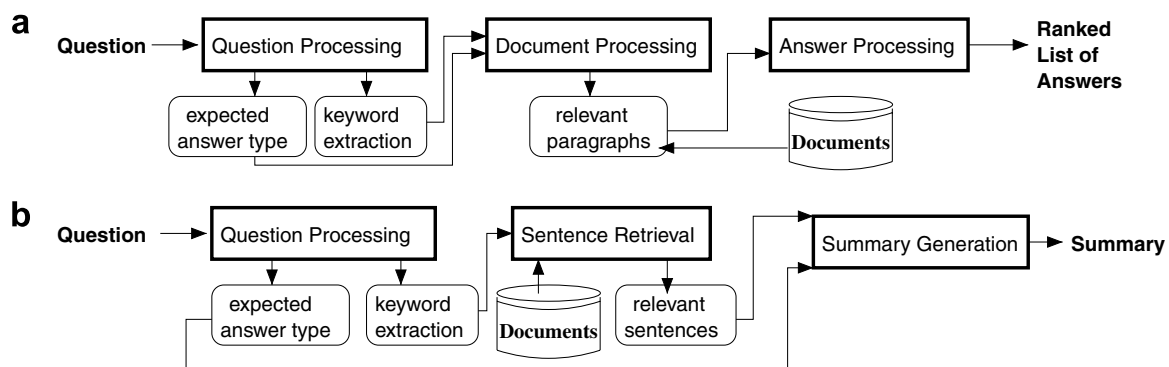 a
Question
Question Processing
Document Processing
Answer Processing
Ranked
List of
Answers
expected
answer type
keyword
extraction
relevant
paragraphs
Documents
b
Question
Question Processing
Sentence Retrieval
Summary Generation
Summary
expected
answer type
keyword
extraction
Documents
relevant
sentences